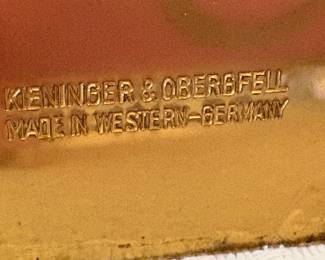 KIENINGER & OBERGFELL
MADE IN WESTERN-GERMANY